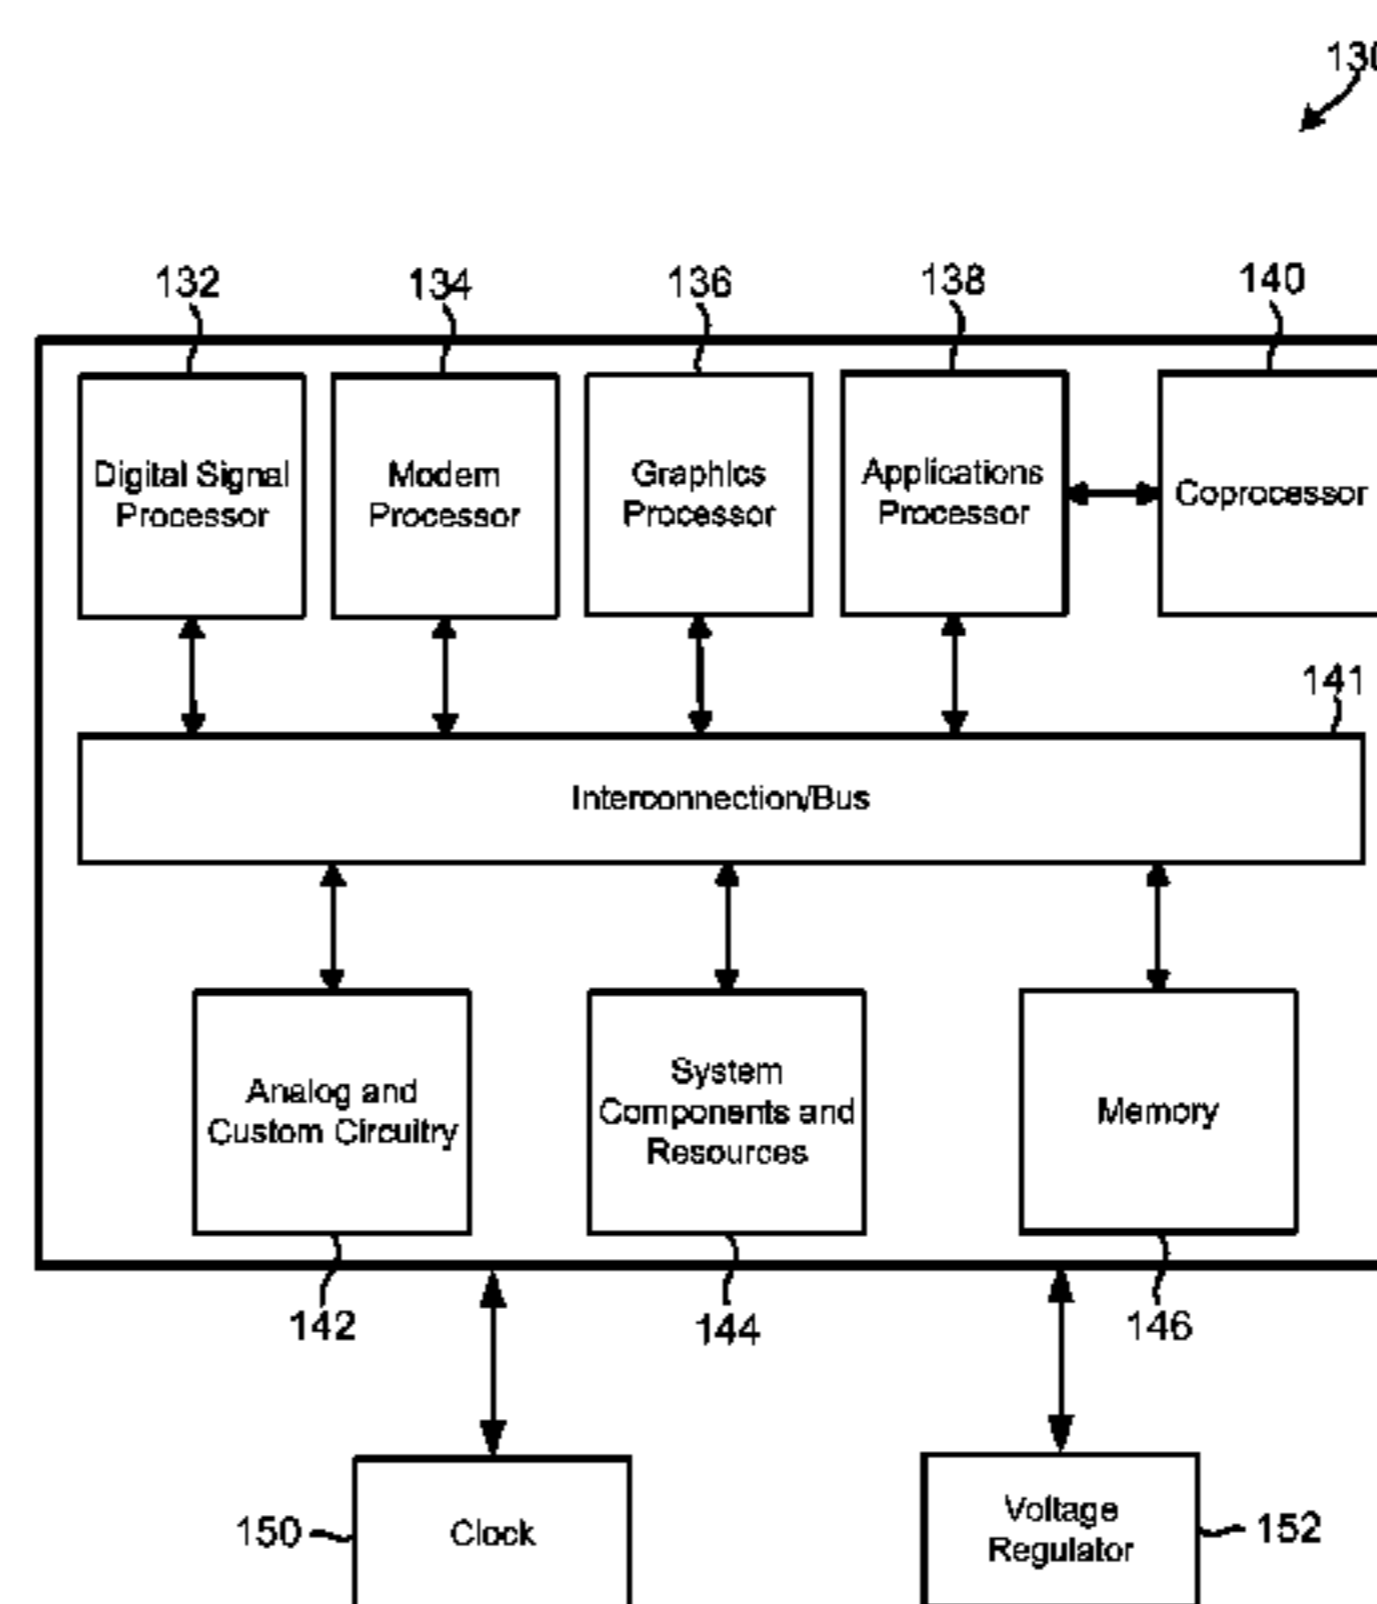 130
132
134
136
138
140
Digital Signal
Processor
Modem
Processor
Graphics
Processor
Applications
Processor
Coprocessor
141
Interconnection/Bus
Analog and
Custom Circuitry
System
Components and
Resources
Memory
142
144
146
150
Clock
Voltage
Regulator
152